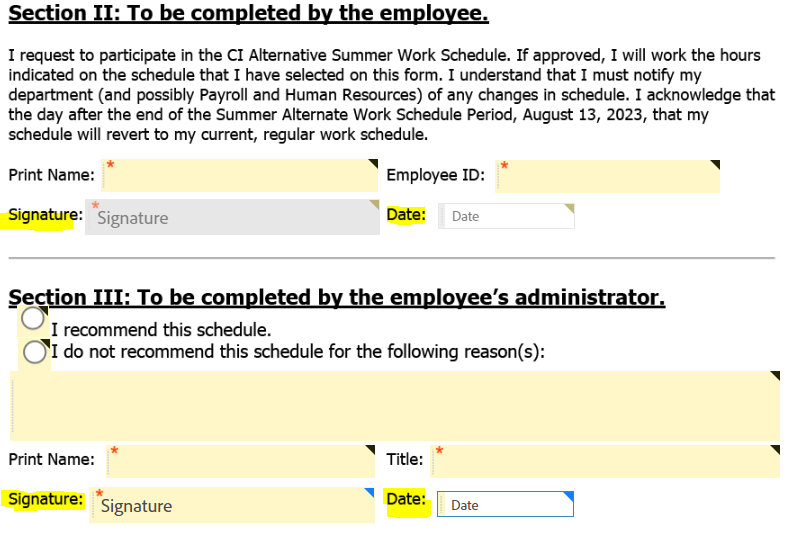 Section II: To be completed by the employee.
I request to participate in the CI Alternative Summer Work Schedule. If approved, I will work the hours
indicated on the schedule that I have selected on this form. I understand that I must notify my
department (and possibly Payroll and Human Resources) of any changes in schedule. I acknowledge that
the day after the end of the Summer Alternate Work Schedule Period, August 13, 2023, that my
schedule will revert to my current, regular work schedule.
Print Name: * Employee ID: *
Signature: * Signature Date: Date
Section III: To be completed by the employee’s administrator.
I recommend this schedule.
I do not recommend this schedule for the following reason(s):
Print Name: * Title: *
Signature: * Signature Date: Date